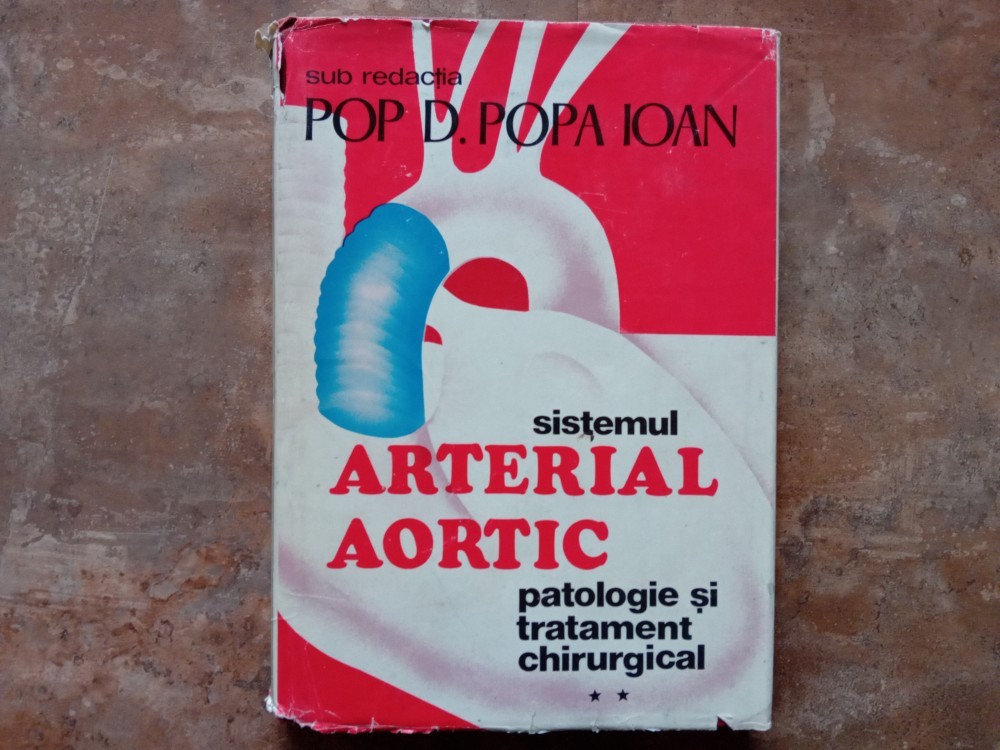 sub redacția
POP D. POPA IOAN
sistemul
ARTERIAL
AORTIC
patologie și
tratament
chirurgical
★ ★